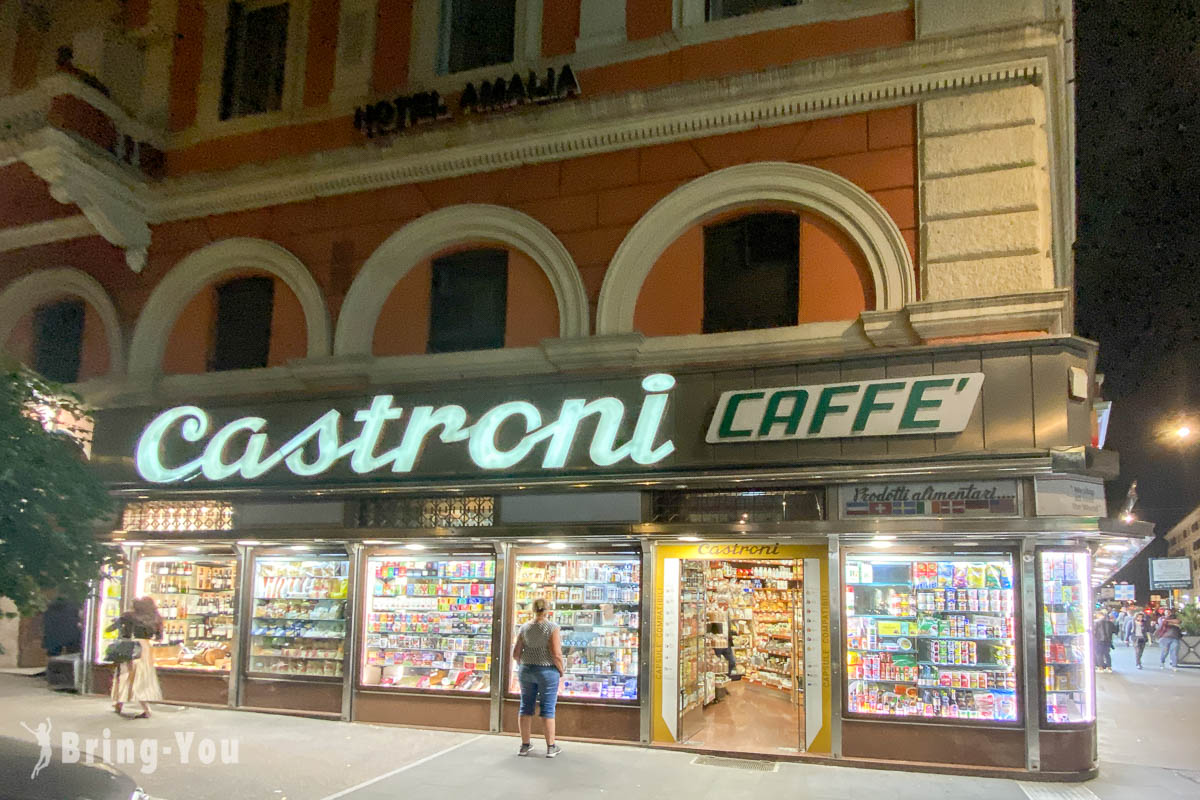 HOTEL AMALIA
Castroni CAFFE'
Prodotti alimentari....
Castroni
Bring-You